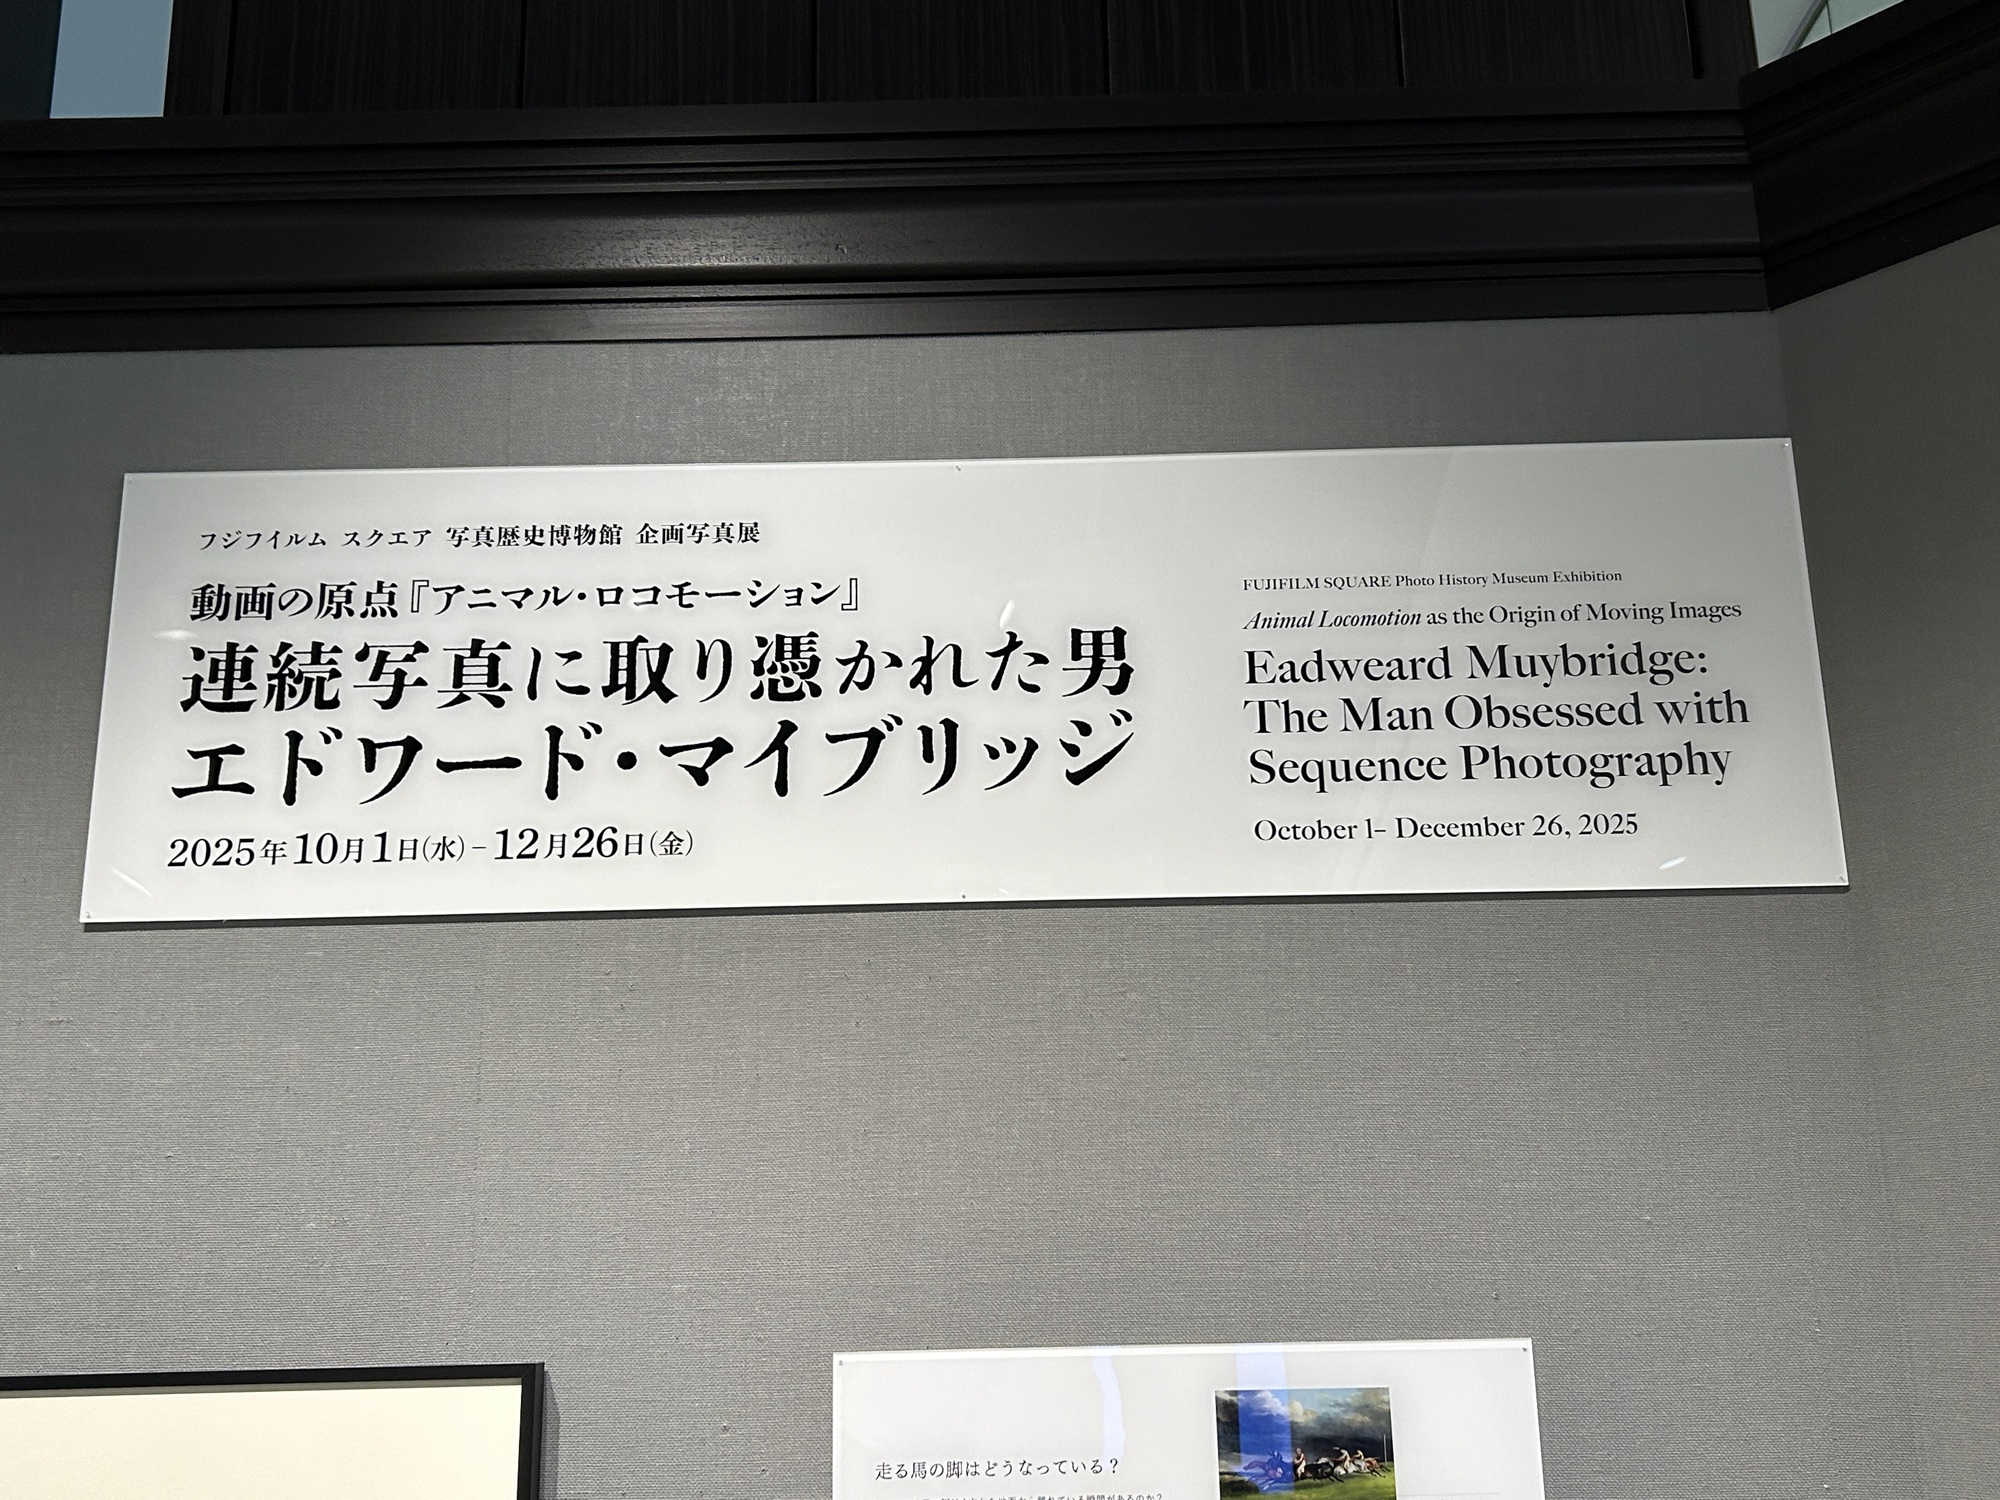 フジフイルム スクエア 写真歴史博物館 企画写真展
動画の原点『アニマル・ロコモーション』
連続写真に取り憑かれた男
エドワード・マイブリッジ
2025年10月1日(水)－12月26日(金)
FUJIFILM SQUARE Photo History Museum Exhibition
Animal Locomotion as the Origin of Moving Images
Eadweard Muybridge:
The Man Obsessed with
Sequence Photography
October 1– December 26, 2025
走る馬の脚はどうなっている？